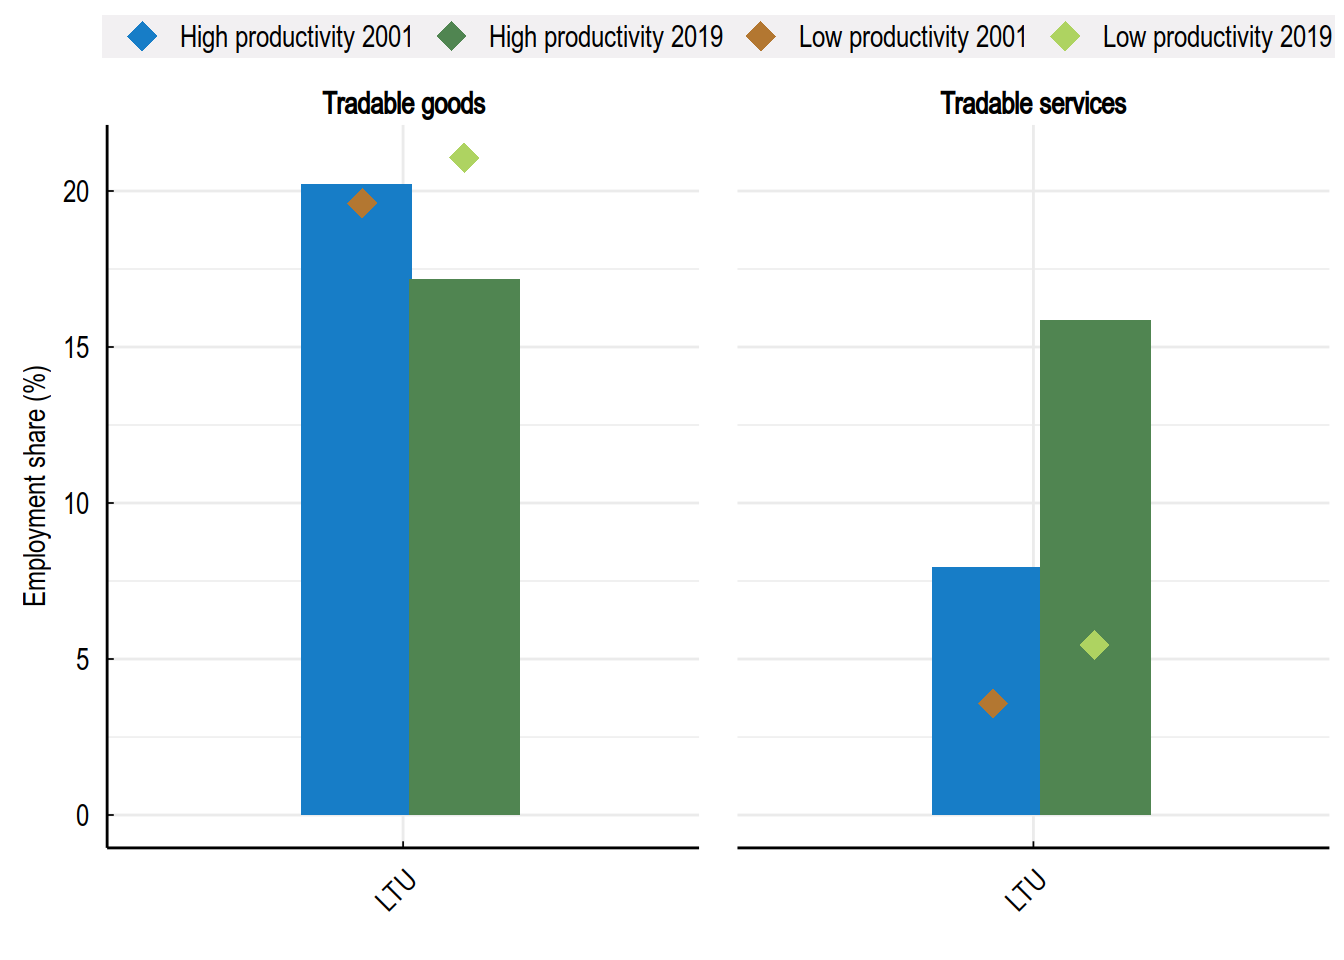 High productivity 2001 High productivity 2019 Low productivity 2001 Low productivity 2019
Tradable goods Tradable services
Employment share (%)
20
15
10
5
0
LTU LTU